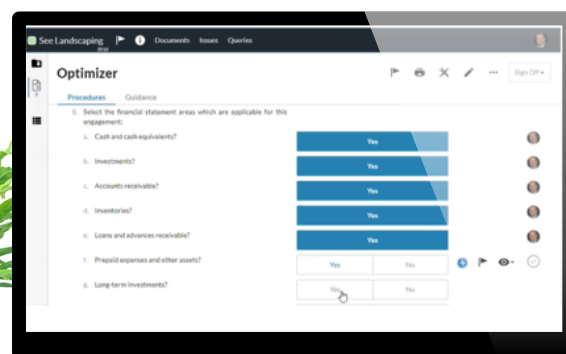 See Landscaping
Documents Issues Queries
Optimizer
Sign Off
Procedures Guidance
Select the financial statement areas which are applicable for this
engagement:
a. Cash and cash equivalents? Yes
b. Investments? Yes
c. Accounts receivable? Yes
d. Inventories? Yes
e. Loans and advances receivable? Yes
f. Prepaid expenses and other assets? Yes No
g. Long-term investments? Yes No